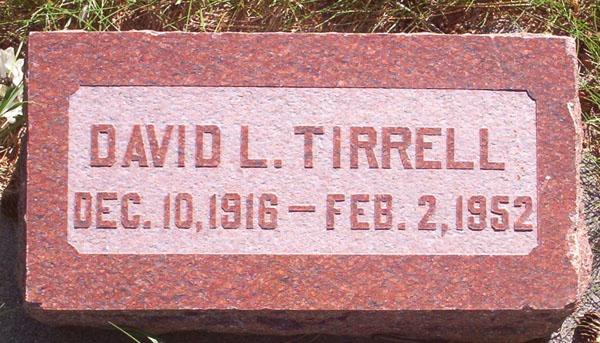 DAVID L. TIRRELL
DEC. 10, 1916 – FEB. 2, 1952